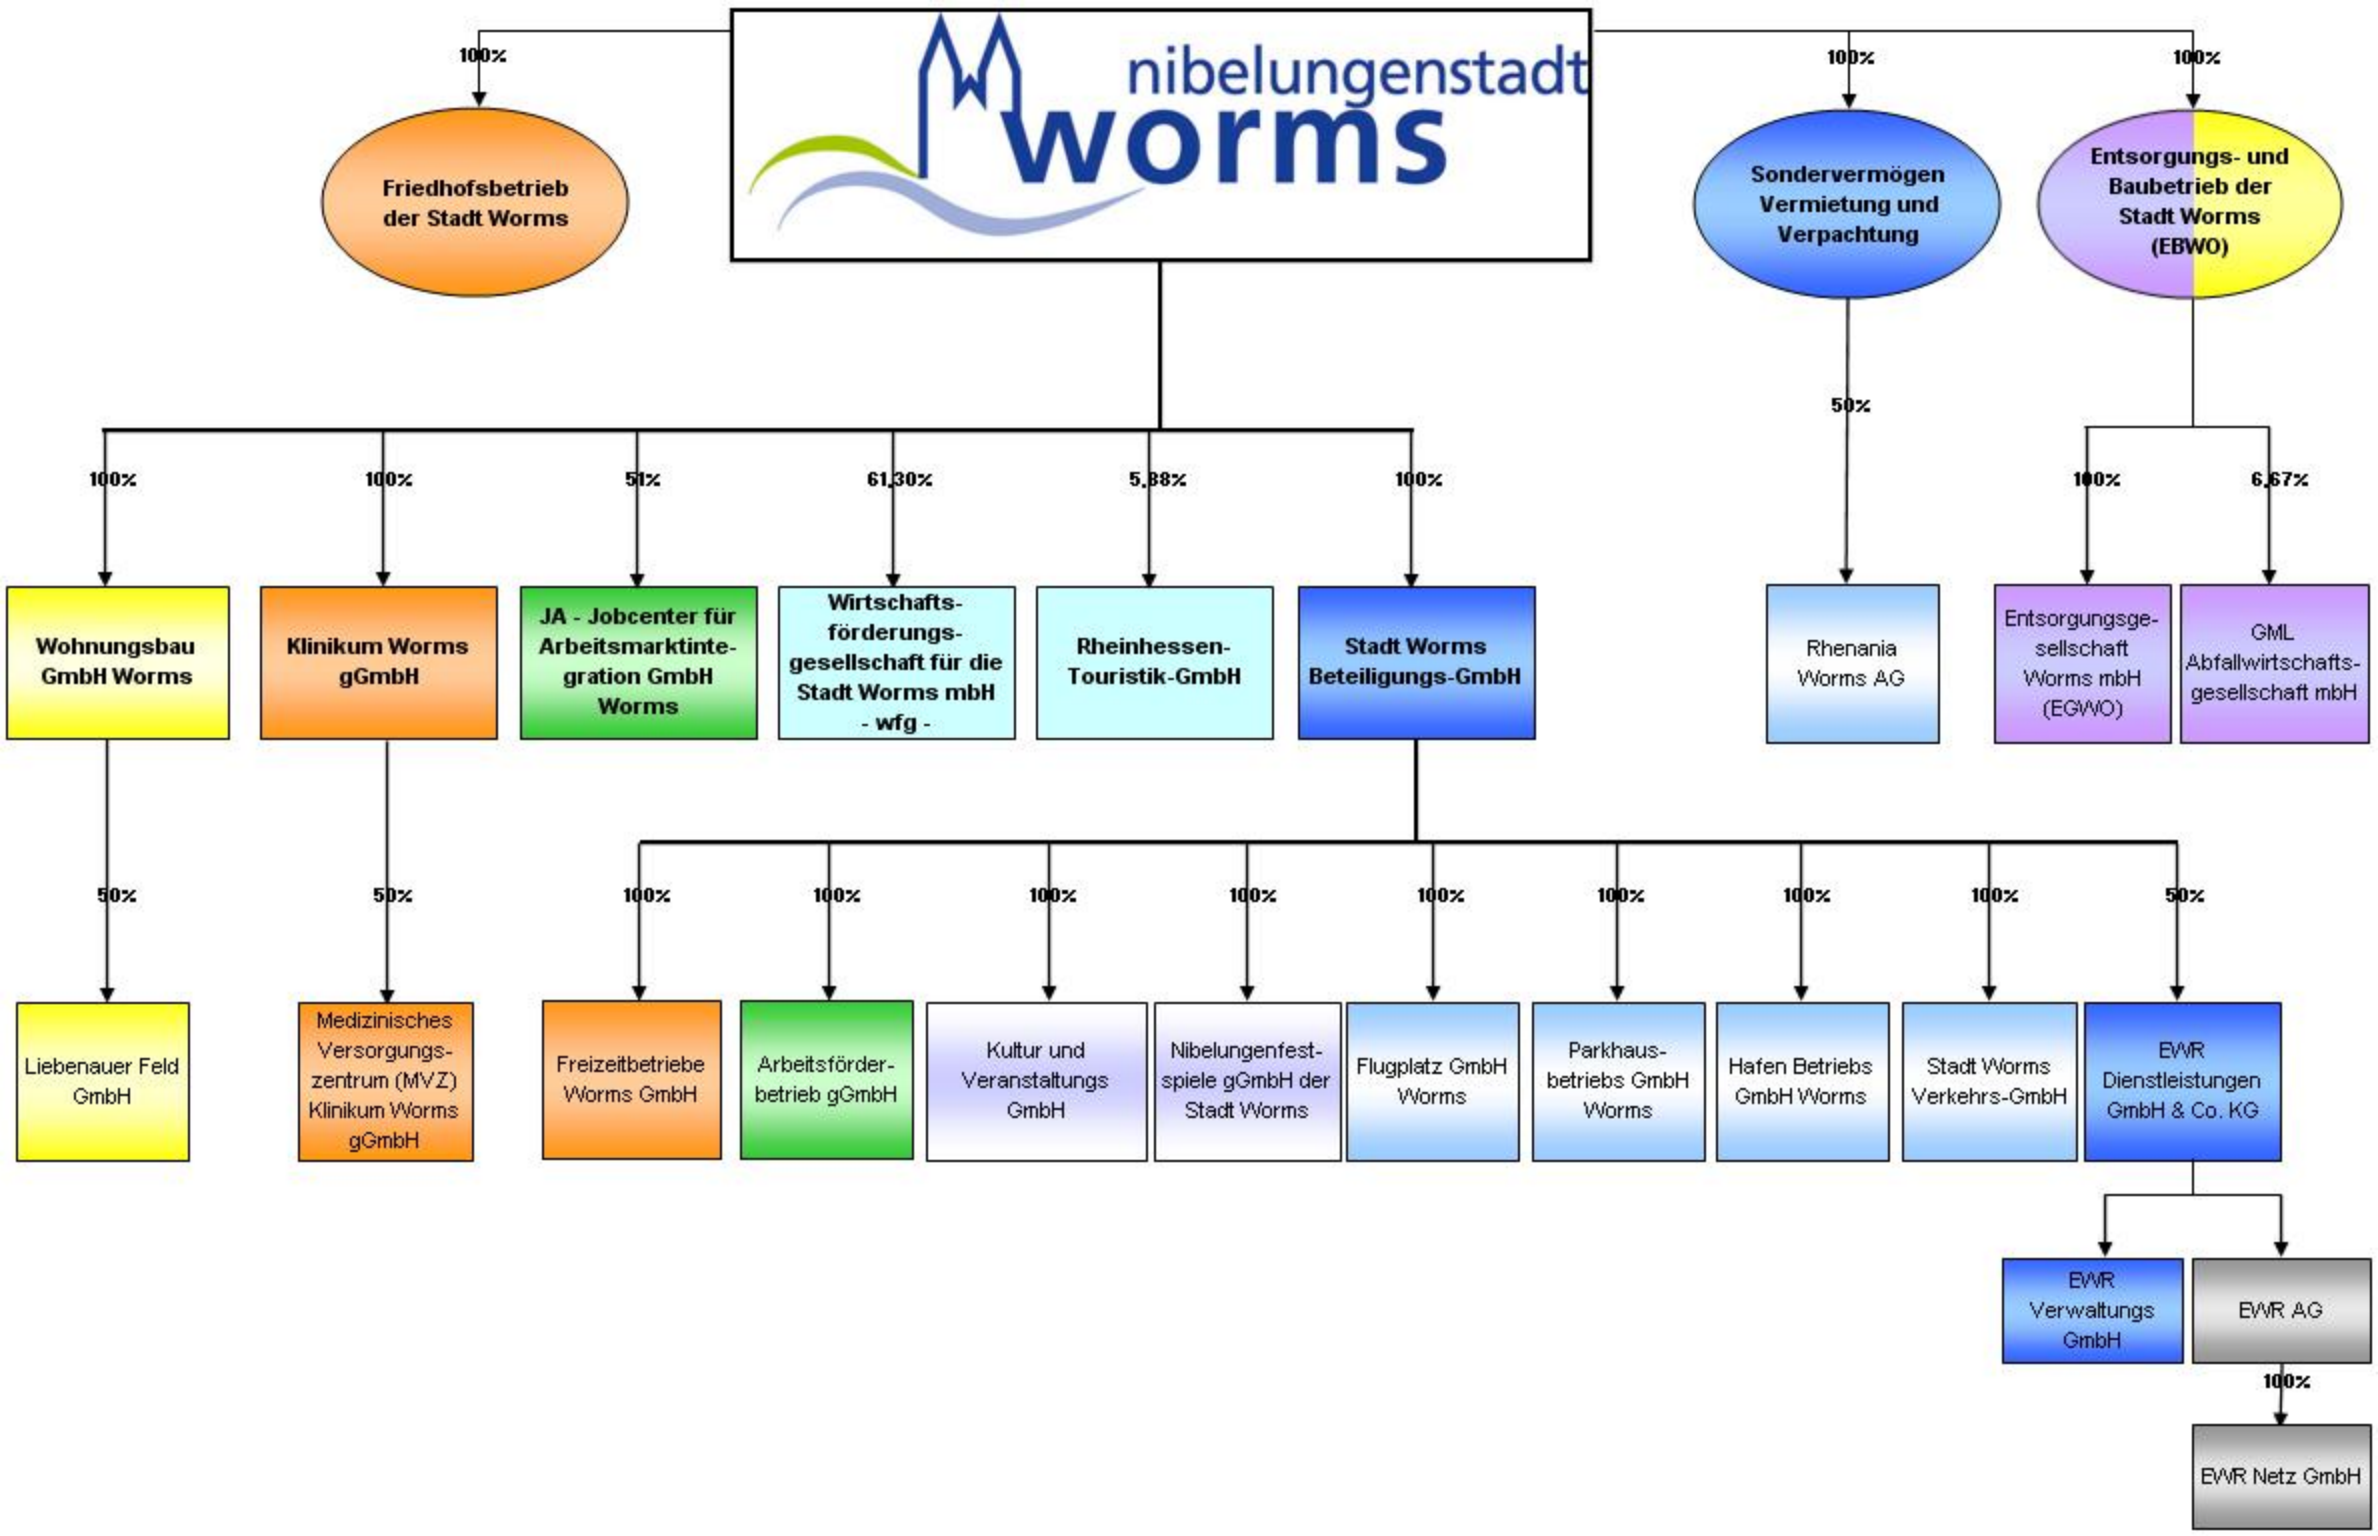 nibelungenstadt
worms
100%
100%
100%
Friedhofsbetrieb
der Stadt Worms
Sondervermögen
Vermietung und
Verpachtung
Entsorgungs- und
Baubetrieb der
Stadt Worms
(EBWO)
50%
100%
100%
51%
61,30%
5,88%
100%
100%
6,67%
Wohnungsbau
GmbH Worms
Klinikum Worms
gGmbH
JA - Jobcenter für
Arbeitsmarktinte-
gration GmbH
Worms
Wirtschafts-
förderungs-
gesellschaft für die
Stadt Worms mbH
- wfg -
Rheinhessen-
Touristik-GmbH
Stadt Worms
Beteiligungs-GmbH
Rhenania
Worms AG
Entsorgungsge-
sellschaft
Worms mbH
(EGWO)
GML
Abfallwirtschafts-
gesellschaft mbH
50%
50%
100%
100%
100%
100%
100%
100%
100%
100%
50%
Liebenauer Feld
GmbH
Medizinisches
Versorgungs-
zentrum (MVZ)
Klinikum Worms
gGmbH
Freizeitbetriebe
Worms GmbH
Arbeitsförder-
betrieb gGmbH
Kultur und
Veranstaltungs
GmbH
Nibelungenfest-
spiele gGmbH der
Stadt Worms
Flugplatz GmbH
Worms
Parkhaus-
betriebs GmbH
Worms
Hafen Betriebs
GmbH Worms
Stadt Worms
Verkehrs-GmbH
EWR
Dienstleistungen
GmbH & Co. KG
EWR
Verwaltungs
GmbH
EWR AG
100%
EWR Netz GmbH